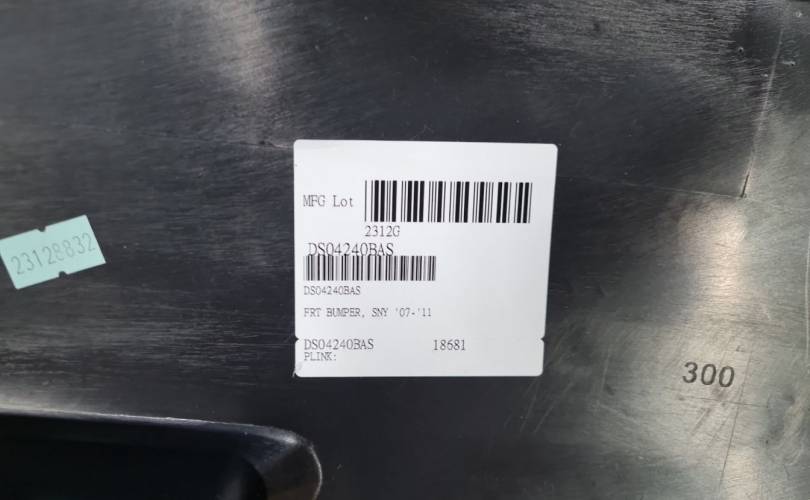 MFG Lot
2312G
DS04240BAS
DS04240BAS
FRT BUMPER, SNY '07-'11
DS04240BAS 18681
PLINK:
23128832
300